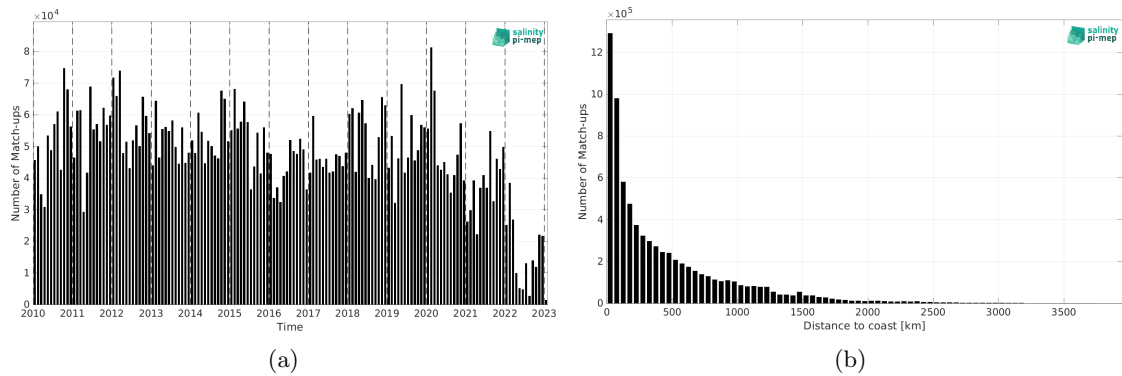 ×10⁴
Number of Match-ups
8
7
6
5
4
3
2
1
0
2010 2011 2012 2013 2014 2015 2016 2017 2018 2019 2020 2021 2022 2023
Time
salinity
pi-mep
(a)
×10⁵
Number of Match-ups
12
10
8
6
4
2
0
0 500 1000 1500 2000 2500 3000 3500
Distance to coast [km]
salinity
pi-mep
(b)